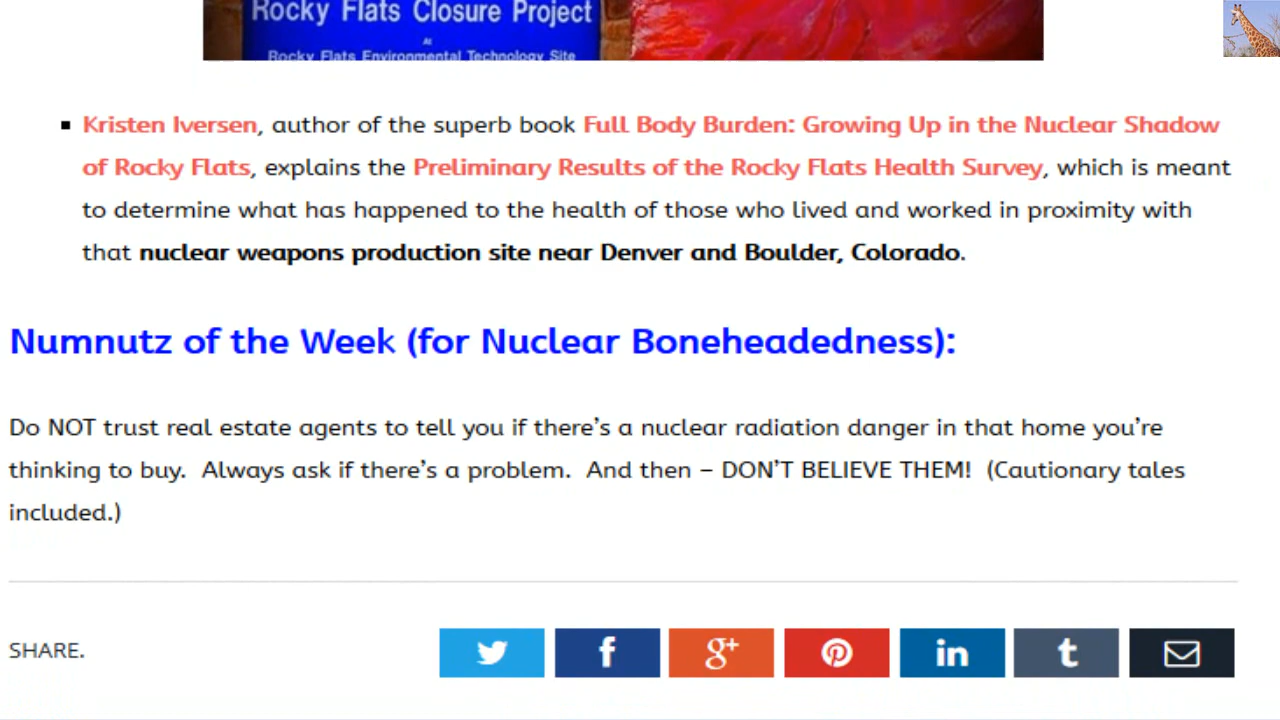 Rocky Flats Closure Project
At
Rocky Flats Environmental Technology Site
Kristen Iversen, author of the superb book Full Body Burden: Growing Up in the Nuclear Shadow
of Rocky Flats, explains the Preliminary Results of the Rocky Flats Health Survey, which is meant
to determine what has happened to the health of those who lived and worked in proximity with
that nuclear weapons production site near Denver and Boulder, Colorado.
Numnutz of the Week (for Nuclear Boneheadedness):
Do NOT trust real estate agents to tell you if there’s a nuclear radiation danger in that home you’re
thinking to buy.  Always ask if there’s a problem.  And then – DON’T BELIEVE THEM!  (Cautionary tales
included.)
SHARE.
f g+ in t